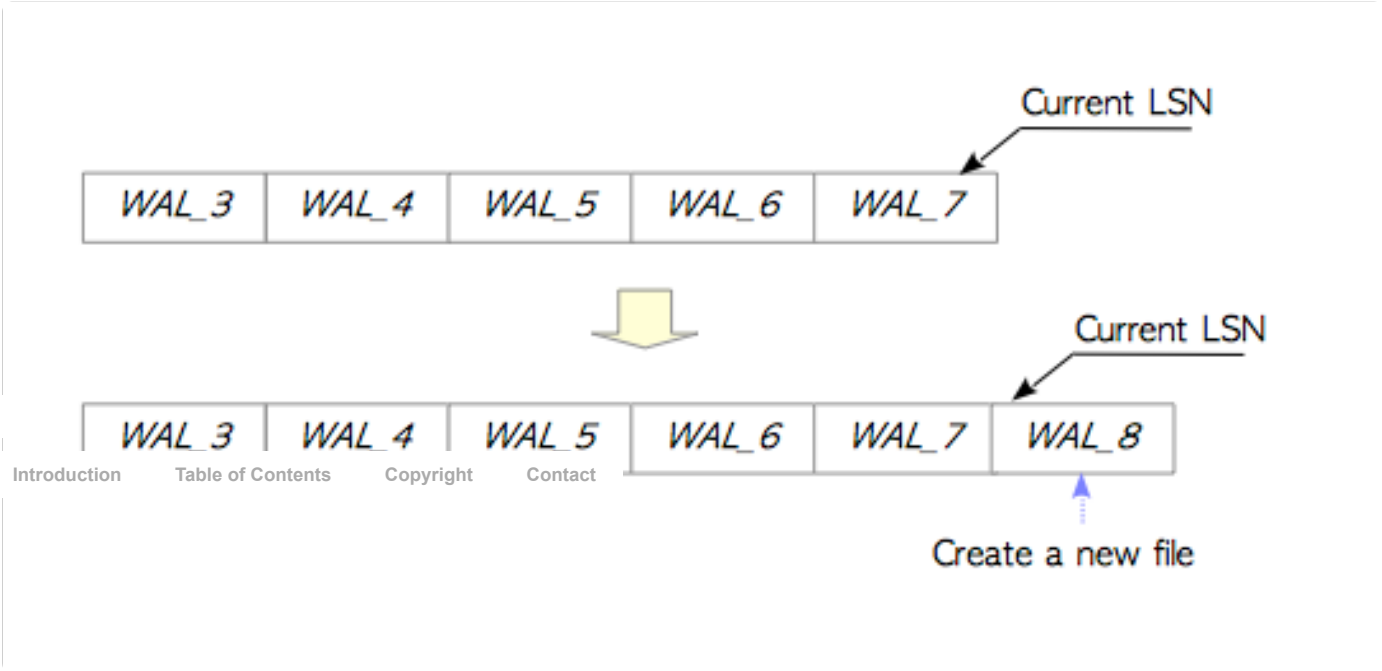 Current LSN
WAL_3 WAL_4 WAL_5 WAL_6 WAL_7
Current LSN
WAL_3 WAL_4 WAL_5 WAL_6 WAL_7 WAL_8
Introduction Table of Contents Copyright Contact
Create a new file